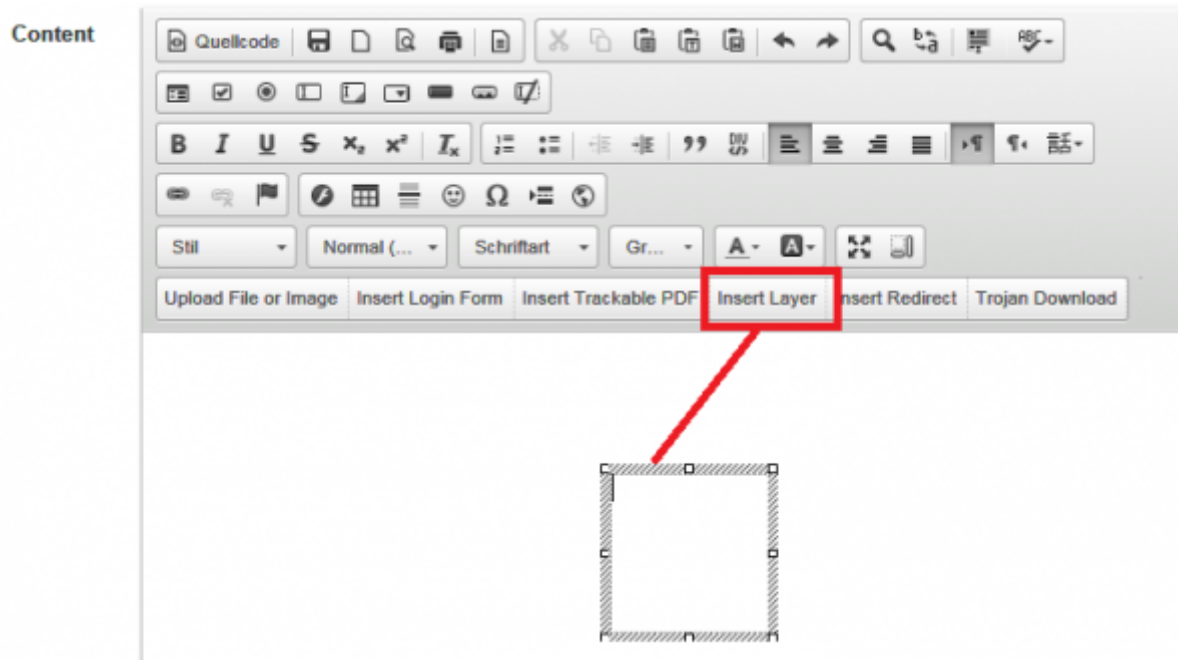 Content
Quellcode
Stil Normal (... Schriftart Gr...
Upload File or Image Insert Login Form Insert Trackable PDF Insert Layer nsert Redirect Trojan Download